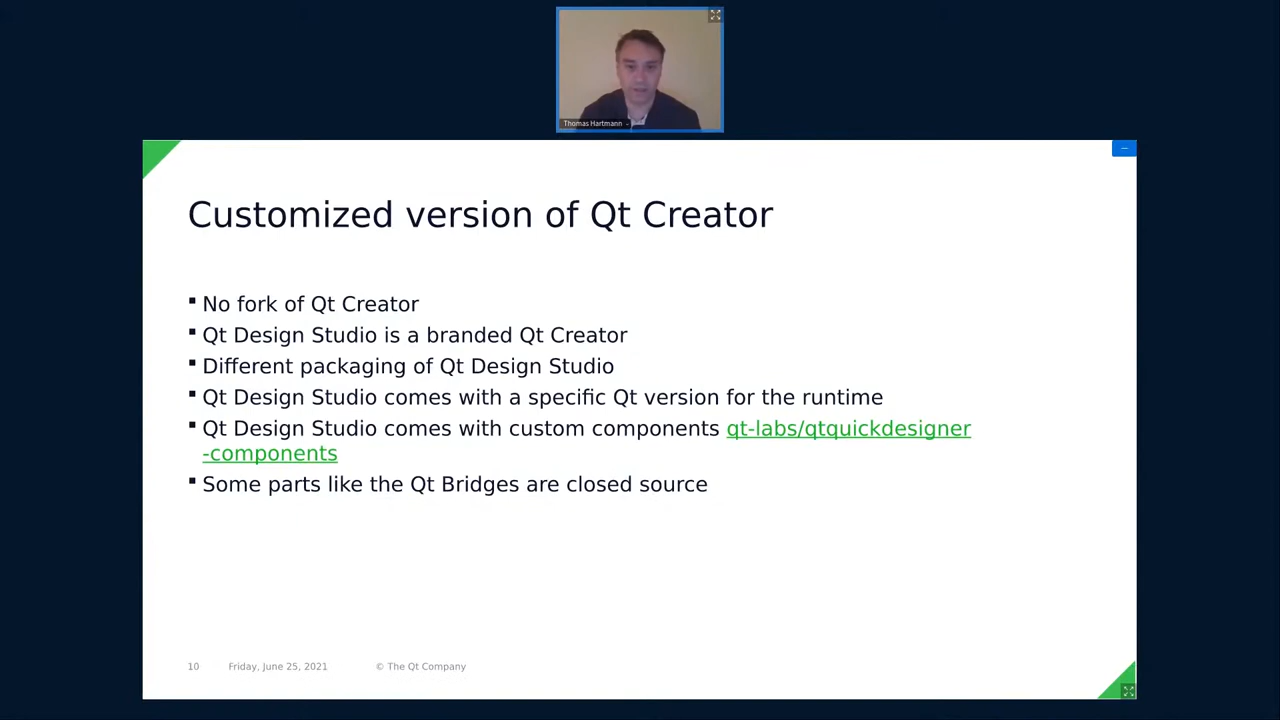 Thomas Hartmann
Customized version of Qt Creator
▪ No fork of Qt Creator
▪ Qt Design Studio is a branded Qt Creator
▪ Different packaging of Qt Design Studio
▪ Qt Design Studio comes with a specific Qt version for the runtime
▪ Qt Design Studio comes with custom components qt-labs/qtquickdesigner
-components
▪ Some parts like the Qt Bridges are closed source
10 Friday, June 25, 2021 © The Qt Company